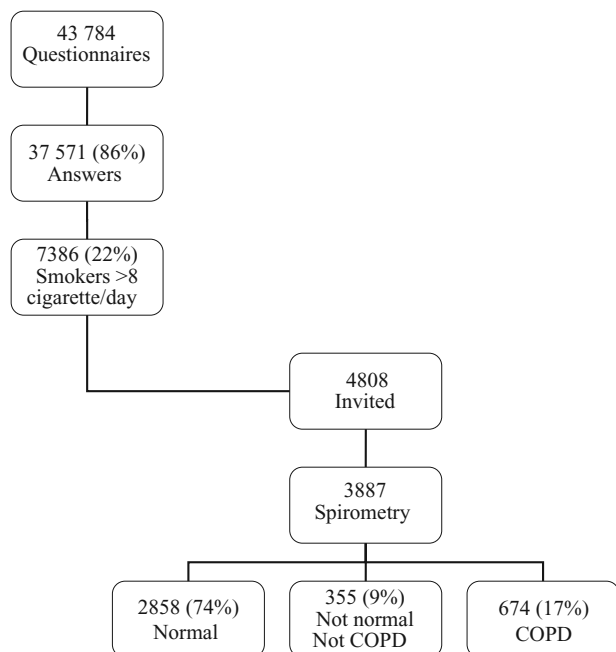 43 784
Questionnaires
37 571 (86%)
Answers
7386 (22%)
Smokers >8
cigarette/day
4808
Invited
3887
Spirometry
2858 (74%)
Normal
355 (9%)
Not normal
Not COPD
674 (17%)
COPD